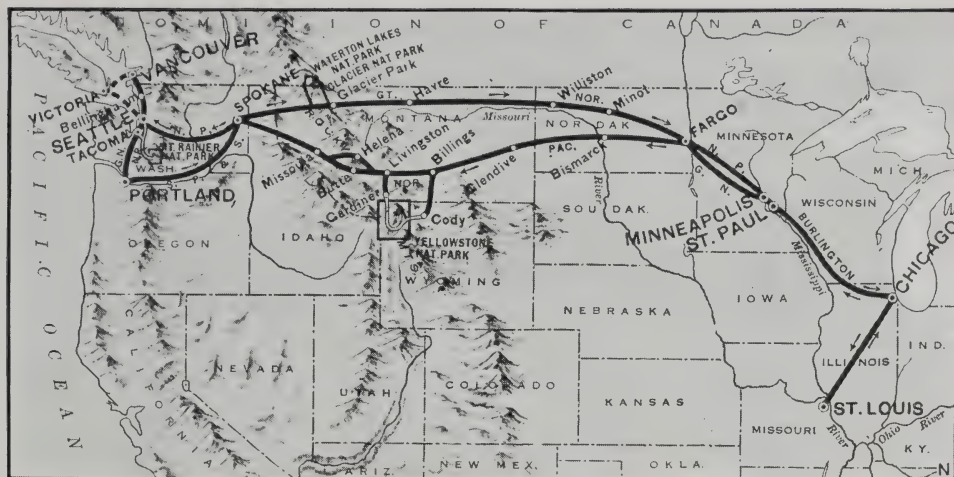 DOMINION OF CANADA
PACIFIC OCEAN
VANCOUVER
VICTORIA
Bellingham
SEATTLE
TACOMA
MT. RAINIER
NAT. PARK
WASH.
N. P.
G. N.
S. P. & S.
PORTLAND
OREGON
CALIFORNIA
NEVADA
IDAHO
UTAH
ARIZ.
SPOKANE
WATERTON LAKES
NAT. PARK
GLACIER NAT PARK
Glacier Park
GT.
Havre
Williston
NOR.
Minot
MONTANA
Missouri
River
NOR DAK
FARGO
MINNESOTA
Missoula
Helena
Butte
Livingston
Gardiner
NOR.
Billings
Glendive
PAC.
Bismarck
Cody
YELLOWSTONE
NAT. PARK
WYOMING
SOU DAK.
NEBRASKA
COLORADO
KANSAS
NEW MEX.
OKLA.
N. P.
G. N.
MINNEAPOLIS
ST. PAUL
WISCONSIN
MICH.
BURLINGTON
Mississippi
IOWA
CHICAGO
ILLINOIS
IND.
ST. LOUIS
MISSOURI
River
Ohio River
KY.
N